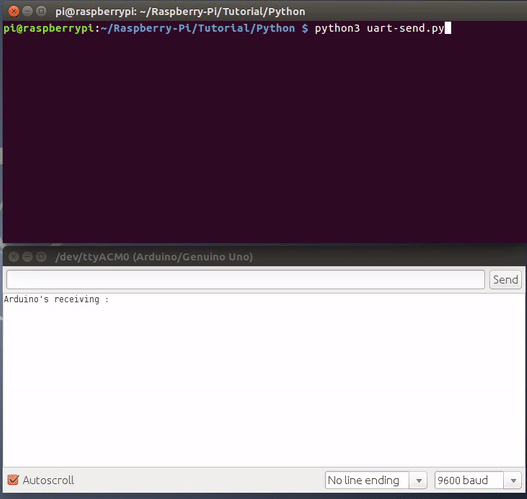 pi@raspberrypi: ~/Raspberry-Pi/Tutorial/Python
pi@raspberrypi:~/Raspberry-Pi/Tutorial/Python $ python3 uart-send.py
/dev/ttyACM0 (Arduino/Genuino Uno)
Send
Arduino's receiving :
Autoscroll
No line ending
9600 baud